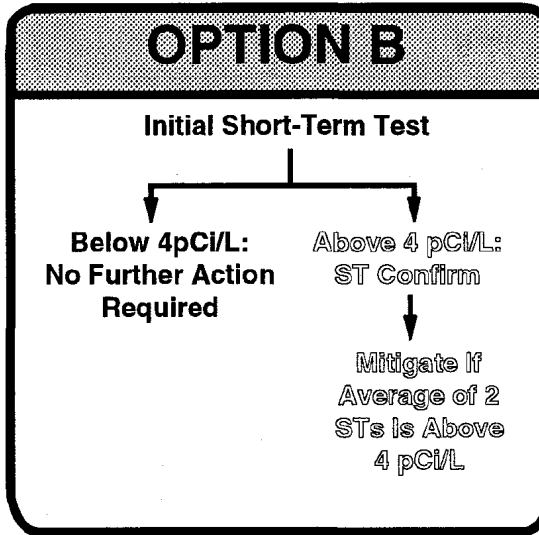 OPTION B
Initial Short-Term Test
Below 4pCi/L:
No Further Action
Required
Above 4 pCi/L:
ST Confirm
Mitigate If
Average of 2
STs Is Above
4 pCi/L